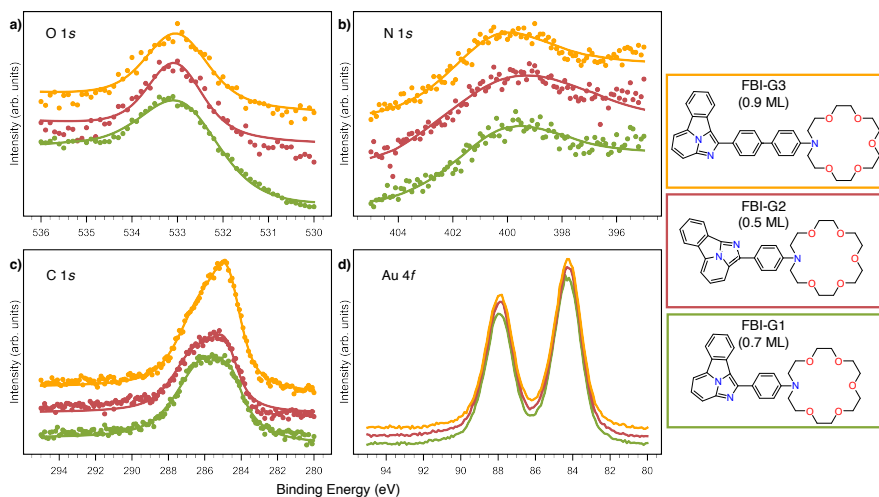 a)
O 1s
Intensity (arb. units)
536 535 534 533 532 531 530
b)
N 1s
Intensity (arb. units)
404 402 400 398 396
c)
C 1s
Intensity (arb. units)
294 292 290 288 286 284 282 280
d)
Au 4f
Intensity (arb. units)
94 92 90 88 86 84 82 80
Binding Energy (eV)
FBI-G3
(0.9 ML)
N
N
N
O
O
O
O
O
FBI-G2
(0.5 ML)
N
N
N
O
O
O
O
O
FBI-G1
(0.7 ML)
N
N
N
O
O
O
O
O